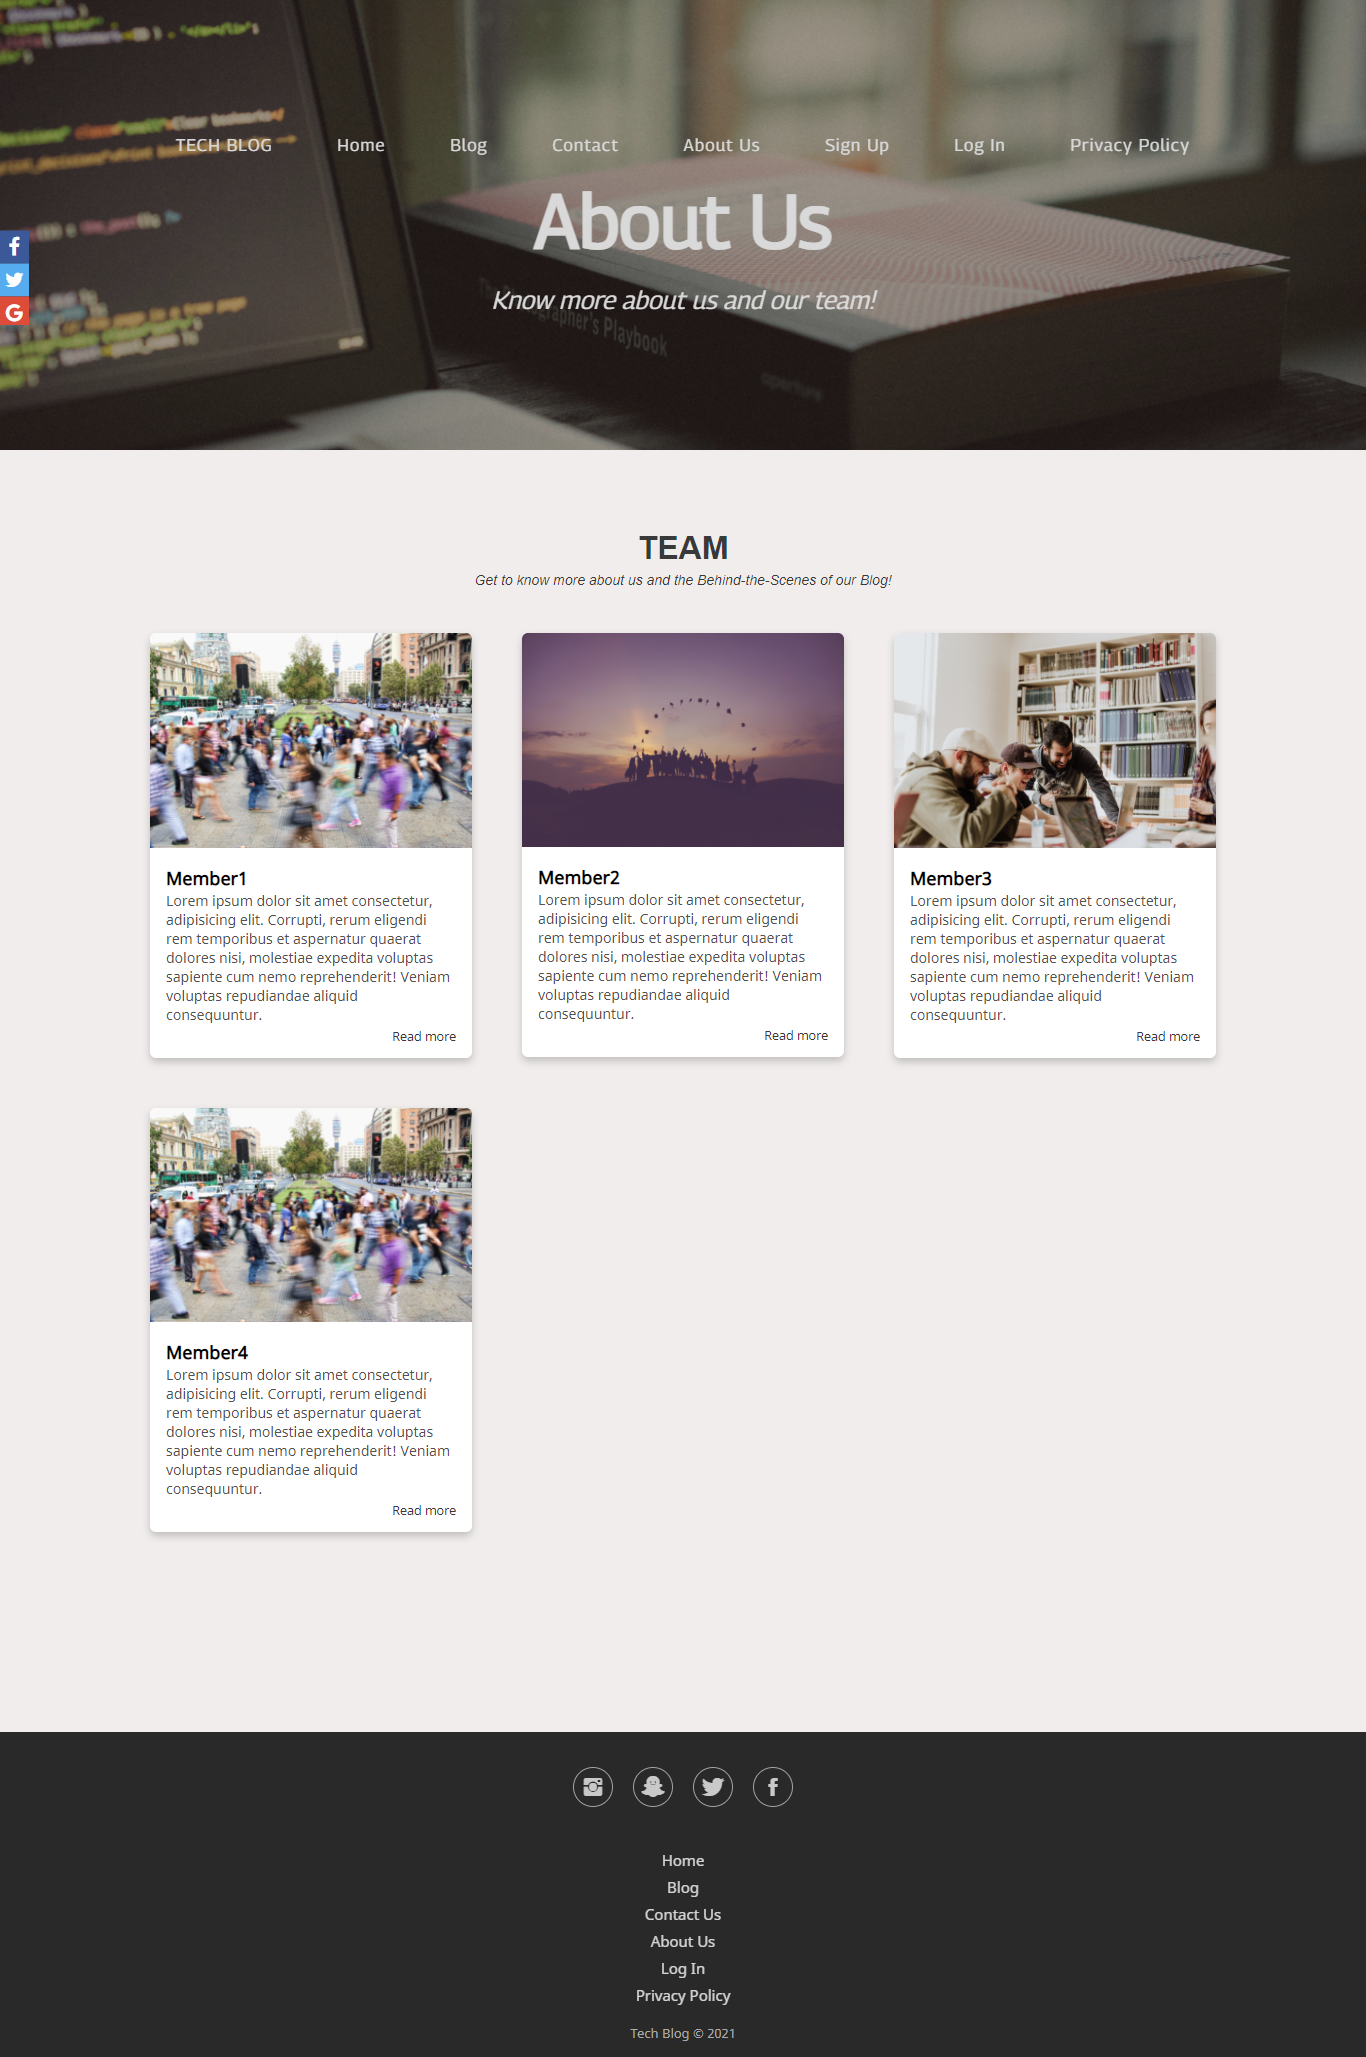 TECH BLOG Home Blog Contact About Us Sign Up Log In Privacy Policy
About Us
Know more about us and our team!
Playbook
aperture
TEAM
Get to know more about us and the Behind-the-Scenes of our Blog!
Member1
Lorem ipsum dolor sit amet consectetur,
adipisicing elit. Corrupti, rerum eligendi
rem temporibus et aspernatur quaerat
dolores nisi, molestiae expedita voluptas
sapiente cum nemo reprehenderit! Veniam
voluptas repudiandae aliquid
consequuntur.
Read more
Member2
Lorem ipsum dolor sit amet consectetur,
adipisicing elit. Corrupti, rerum eligendi
rem temporibus et aspernatur quaerat
dolores nisi, molestiae expedita voluptas
sapiente cum nemo reprehenderit! Veniam
voluptas repudiandae aliquid
consequuntur.
Read more
Member3
Lorem ipsum dolor sit amet consectetur,
adipisicing elit. Corrupti, rerum eligendi
rem temporibus et aspernatur quaerat
dolores nisi, molestiae expedita voluptas
sapiente cum nemo reprehenderit! Veniam
voluptas repudiandae aliquid
consequuntur.
Read more
Member4
Lorem ipsum dolor sit amet consectetur,
adipisicing elit. Corrupti, rerum eligendi
rem temporibus et aspernatur quaerat
dolores nisi, molestiae expedita voluptas
sapiente cum nemo reprehenderit! Veniam
voluptas repudiandae aliquid
consequuntur.
Read more
Home
Blog
Contact Us
About Us
Log In
Privacy Policy
Tech Blog © 2021